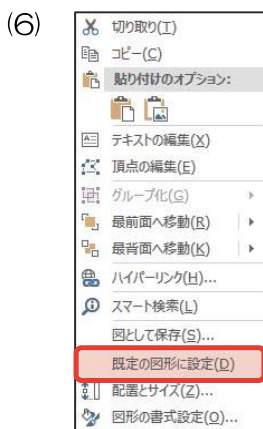 (6)
切り取り(T)
コピー(C)
貼り付けのオプション:
テキストの編集(X)
頂点の編集(E)
グループ化(G)
最前面へ移動(R)
最背面へ移動(K)
ハイパーリンク(H)...
スマート検索(L)
図として保存(S)...
既定の図形に設定(D)
配置とサイズ(Z)...
図形の書式設定(O)...